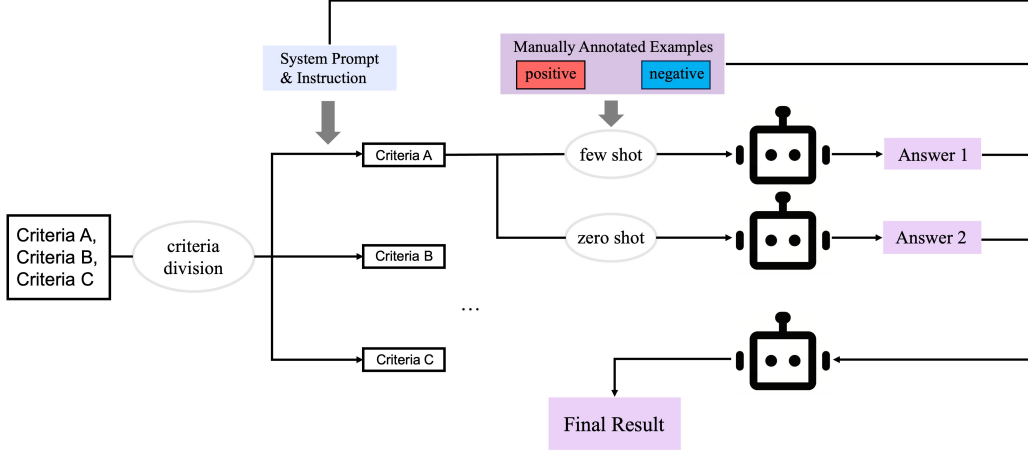 System Prompt
& Instruction
Manually Annotated Examples
positive
negative
Criteria A
few shot
Answer 1
Criteria A,
Criteria B,
Criteria C
criteria
division
Criteria B
zero shot
Answer 2
...
Criteria C
Final Result